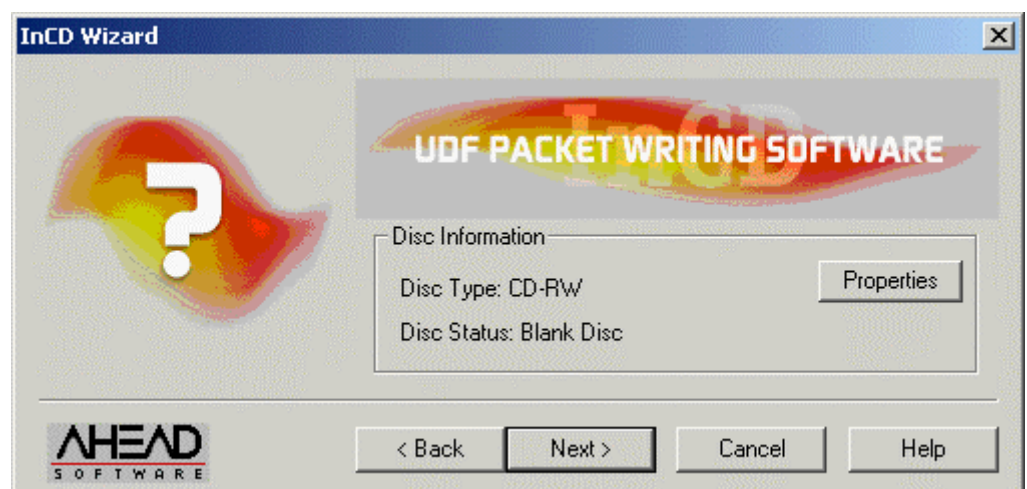 InCD Wizard
InCD
UDF PACKET WRITING SOFTWARE
?
Disc Information
Disc Type: CD-RW
Properties
Disc Status: Blank Disc
AHEAD
SOFTWARE
< Back
Next >
Cancel
Help